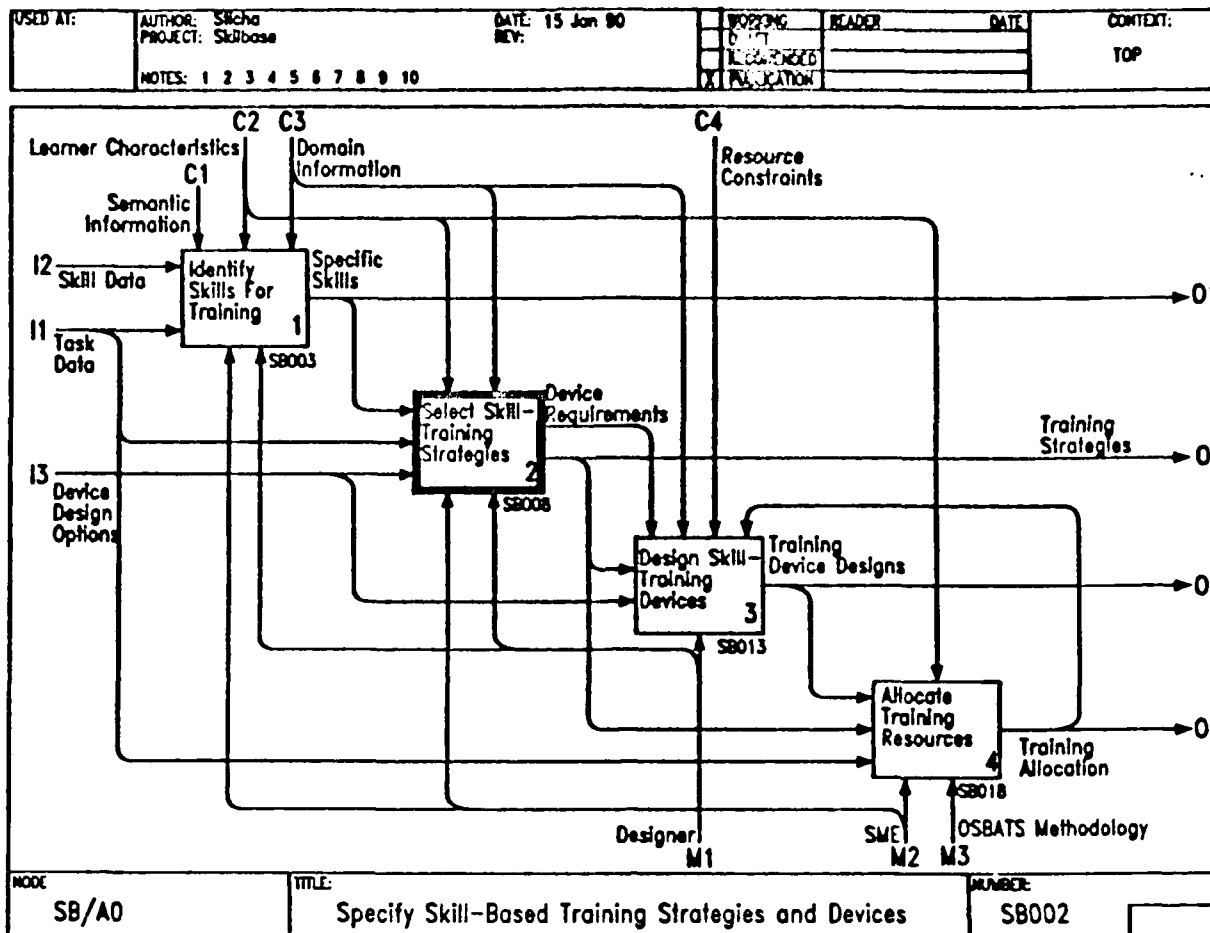 USED AT:
AUTHOR: Sticha
PROJECT: Skillbase
DATE: 15 Jan 90
REV:
NOTES: 1 2 3 4 5 6 7 8 9 10
WORKING
DRAFT
RECOMMENDED
X PUBLICATION
READER DATE
CONTEXT:
TOP
C2 C3 C4
Learner Characteristics
Domain
Information
Resource
Constraints
C1
Semantic
Information
I2
Skill Data
Identify
Skills For
Training
1
SB003
Specific
Skills
O
I1
Task
Data
Select Skill-
Training
Strategies
2
SB008
Device
Requirements
Training
Strategies
O
I3
Device
Design
Options
Design Skill-
Training
Devices
3
SB013
Training
Device Designs
O
Allocate
Training
Resources
4
SB018
Training
Allocation
O
Designer
M1
SME
M2
OSBATS Methodology
M3
NODE
SB/A0
TITLE:
Specify Skill-Based Training Strategies and Devices
NUMBER:
SB002